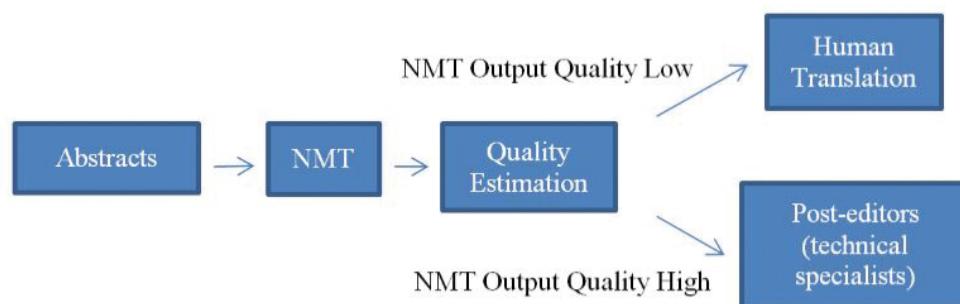 NMT Output Quality Low
Human
Translation
Abstracts
NMT
Quality
Estimation
NMT Output Quality High
Post-editors
(technical
specialists)